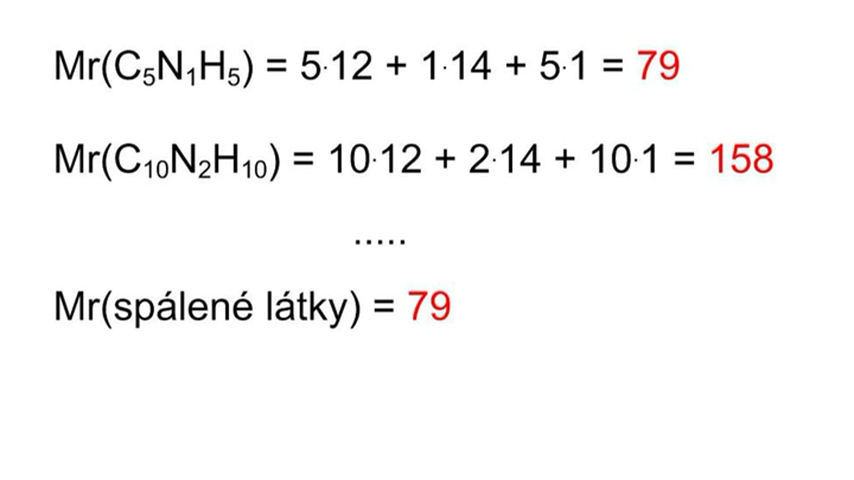 Mr(C₅N₁H₅) = 5·12 + 1·14 + 5·1 = 79
Mr(C₁₀N₂H₁₀) = 10·12 + 2·14 + 10·1 = 158
.....
Mr(spálené látky) = 79